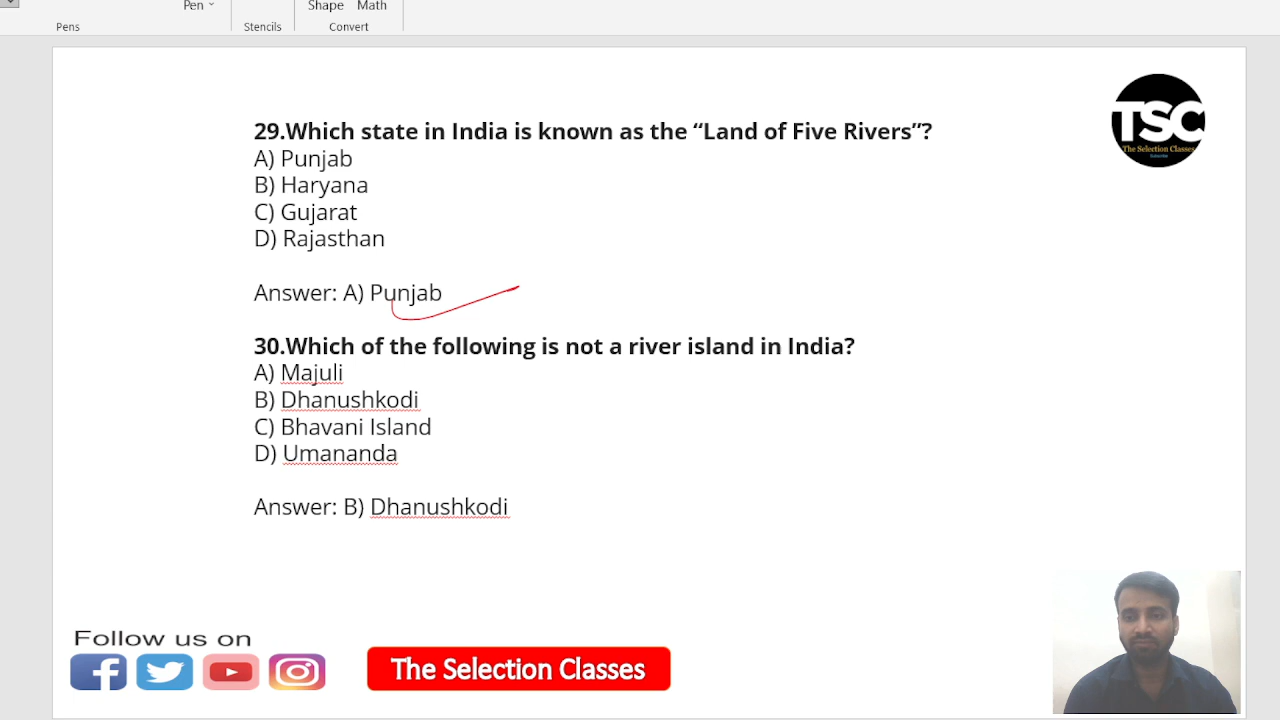 Pen
Shape
Math
Pens
Stencils
Convert
TSC
The Selection Classes
Subscribe
29.Which state in India is known as the “Land of Five Rivers”?
A) Punjab
B) Haryana
C) Gujarat
D) Rajasthan
Answer: A) Punjab
30.Which of the following is not a river island in India?
A) Majuli
B) Dhanushkodi
C) Bhavani Island
D) Umananda
Answer: B) Dhanushkodi
Follow us on
The Selection Classes